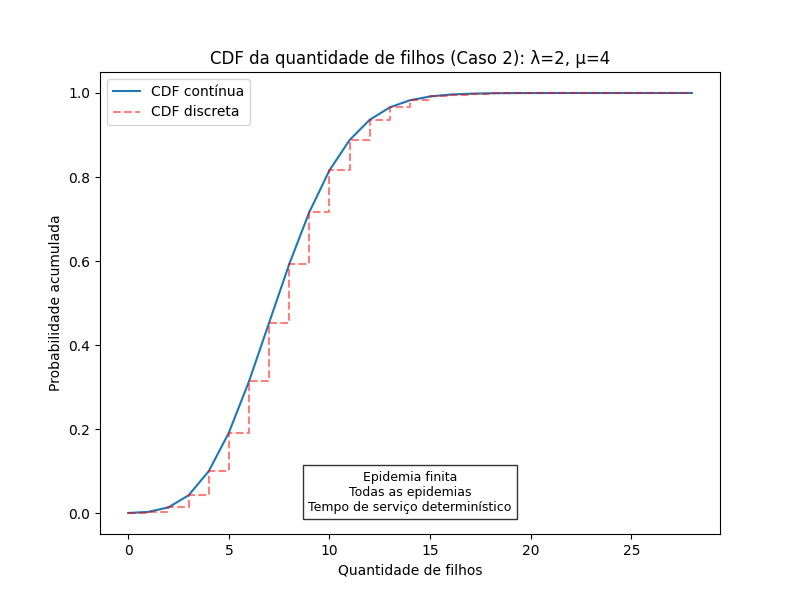 CDF da quantidade de filhos (Caso 2): λ=2, μ=4
CDF contínua
CDF discreta
Probabilidade acumulada
1.0
0.8
0.6
0.4
0.2
0.0
Epidemia finita
Todas as epidemias
Tempo de serviço determinístico
0 5 10 15 20 25
Quantidade de filhos